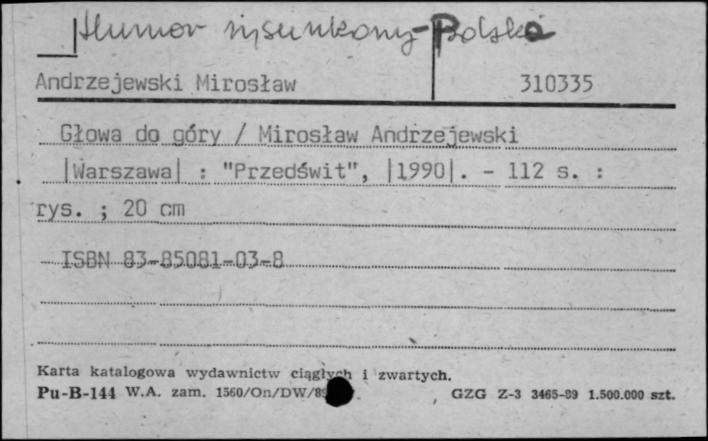 Humor rysunkowy-Polska
Andrzejewski Mirosław 310335
Głowa do góry / Mirosław Andrzejewski
|Warszawa| : "Przedświt", |1990|. - 112 s. :
rys. ; 20 cm
ISBN 83-85081-03-8
Karta katalogowa wydawnictw ciągłych i zwartych.
Pu-B-144 W.A. zam. 1560/On/DW/8 GZG Z-3 3465-89 1.500.000 szt.